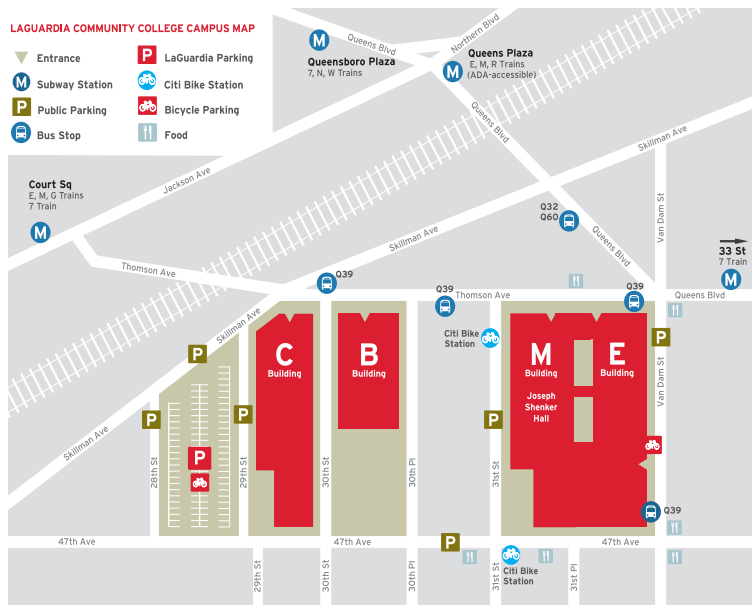 LAGUARDIA COMMUNITY COLLEGE CAMPUS MAP
Entrance
P
LaGuardia Parking
M
Subway Station
Citi Bike Station
P
Public Parking
Bicycle Parking
Bus Stop
Food
M
Queensboro Plaza
7, N, W Trains
Queens Blvd
Northern Blvd
M
Queens Plaza
E, M, R Trains
(ADA-accessible)
Queens Blvd
Skillman Ave
Jackson Ave
Court Sq
E, M, G Trains
7 Train
M
Q32
Q60
Van Dam St
Queens Blvd
Skillman Ave
33 St
7 Train
M
Thomson Ave
Q39
Q39
Thomson Ave
Q39
Queens Blvd
Skillman Ave
Citi Bike
Station
P
P
C
Building
B
Building
M
Building
E
Building
Joseph
Shenker
Hall
Van Dam St
P
P
P
Skillman Ave
P
28th St
29th St
30th St
30th Pl
31st St
Q39
47th Ave
47th Ave
P
47th Ave
29th St
30th St
30th Pl
31st St
Citi Bike
Station
31st Pl